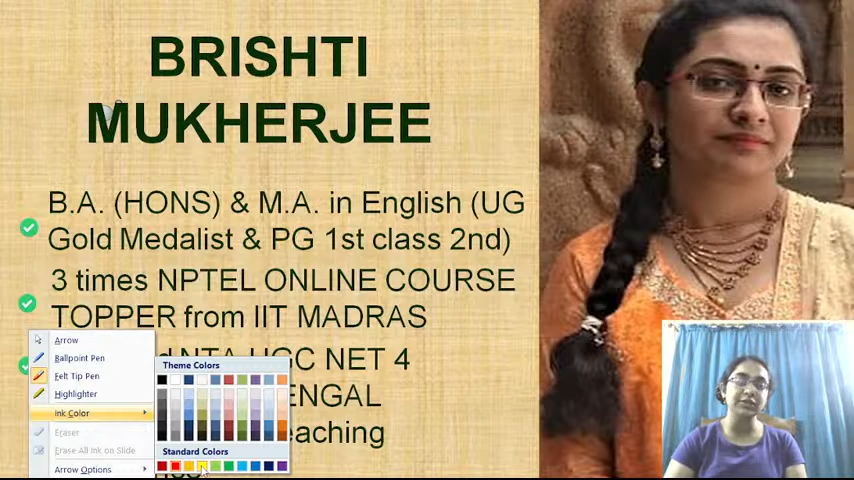 BRISHTI
MUKHERJEE
B.A. (HONS) & M.A. in English (UG
Gold Medalist & PG 1st class 2nd)
3 times NPTEL ONLINE COURSE
TOPPER from IIT MADRAS
NTA UGC NET 4
ENGAL
eaching
Arrow
Ballpoint Pen
Felt Tip Pen
Highlighter
Ink Color
Eraser
Erase All Ink on Slide
Arrow Options
Theme Colors
Standard Colors